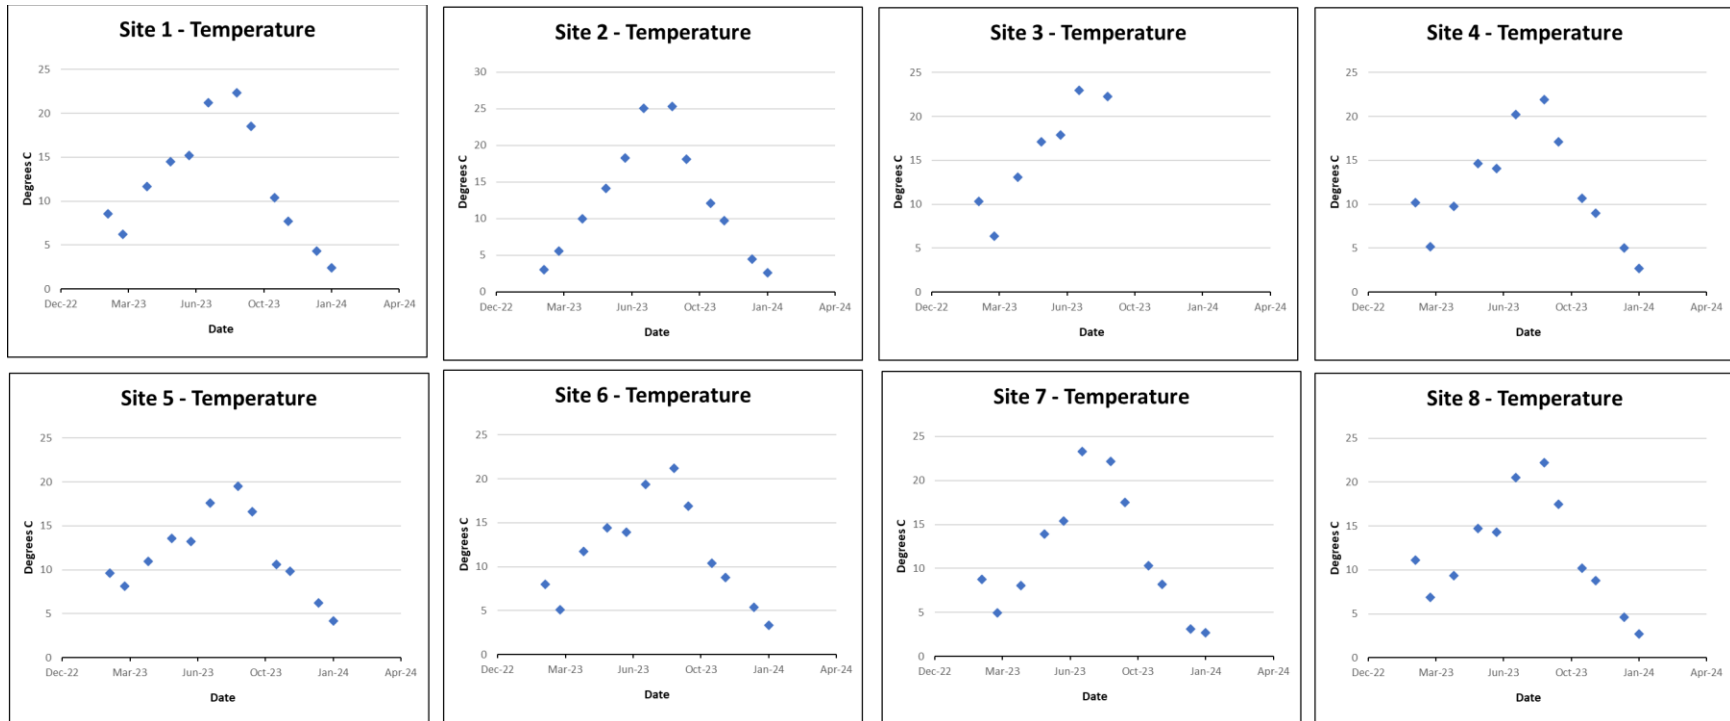 Site 1 - Temperature
25
20
15
10
5
0
Degrees C
Dec-22 Mar-23 Jun-23 Oct-23 Jan-24 Apr-24
Date
Site 2 - Temperature
30
25
20
15
10
5
0
Degrees C
Dec-22 Mar-23 Jun-23 Oct-23 Jan-24 Apr-24
Date
Site 3 - Temperature
25
20
15
10
5
0
Degrees C
Dec-22 Mar-23 Jun-23 Oct-23 Jan-24 Apr-24
Date
Site 4 - Temperature
25
20
15
10
5
0
Degrees C
Dec-22 Mar-23 Jun-23 Oct-23 Jan-24 Apr-24
Date
Site 5 - Temperature
25
20
15
10
5
0
Degrees C
Dec-22 Mar-23 Jun-23 Oct-23 Jan-24 Apr-24
Date
Site 6 - Temperature
25
20
15
10
5
0
Degrees C
Dec-22 Mar-23 Jun-23 Oct-23 Jan-24 Apr-24
Date
Site 7 - Temperature
25
20
15
10
5
0
Degrees C
Dec-22 Mar-23 Jun-23 Oct-23 Jan-24 Apr-24
Date
Site 8 - Temperature
25
20
15
10
5
0
Degrees C
Dec-22 Mar-23 Jun-23 Oct-23 Jan-24 Apr-24
Date